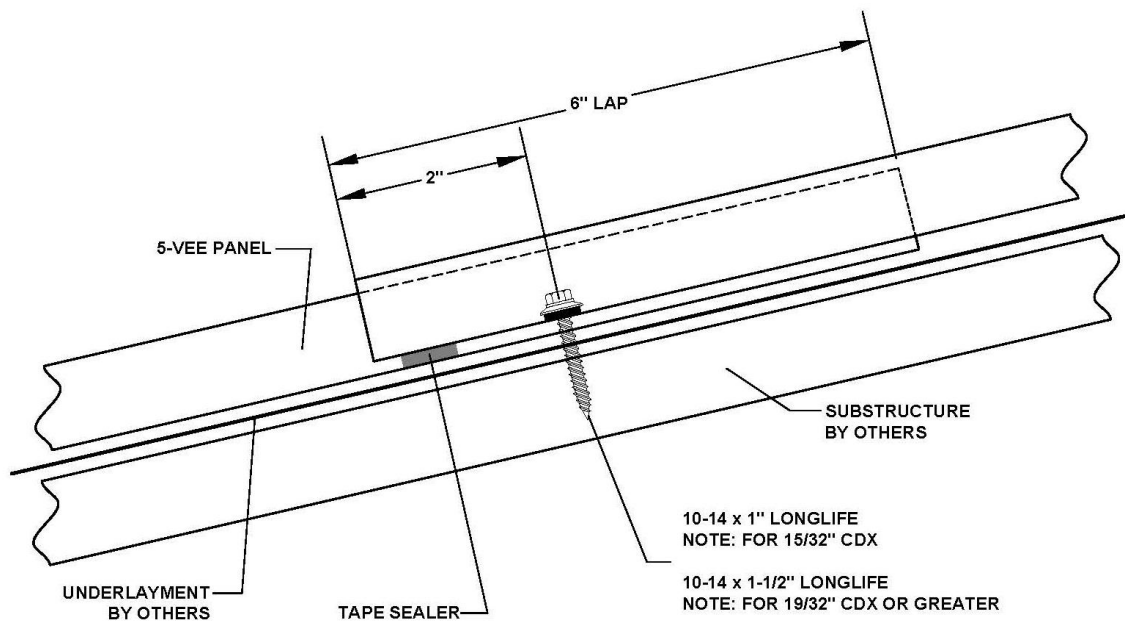 6" LAP
2"
5-VEE PANEL
SUBSTRUCTURE
BY OTHERS
10-14 x 1" LONGLIFE
NOTE: FOR 15/32" CDX
10-14 x 1-1/2" LONGLIFE
NOTE: FOR 19/32" CDX OR GREATER
UNDERLAYMENT
BY OTHERS
TAPE SEALER